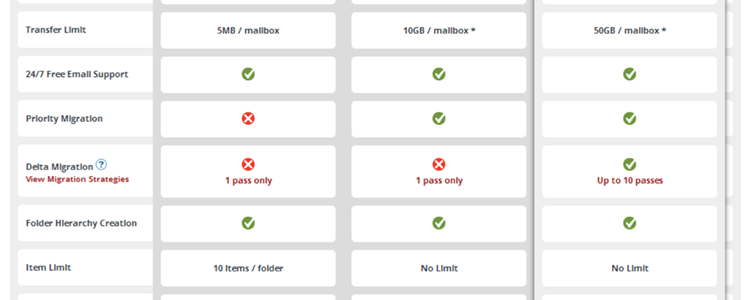 Transfer Limit 5MB / mailbox 10GB / mailbox * 50GB / mailbox *
24/7 Free Email Support
Priority Migration
Delta Migration ?
View Migration Strategies 1 pass only 1 pass only Up to 10 passes
Folder Hierarchy Creation
Item Limit 10 Items / folder No Limit No Limit